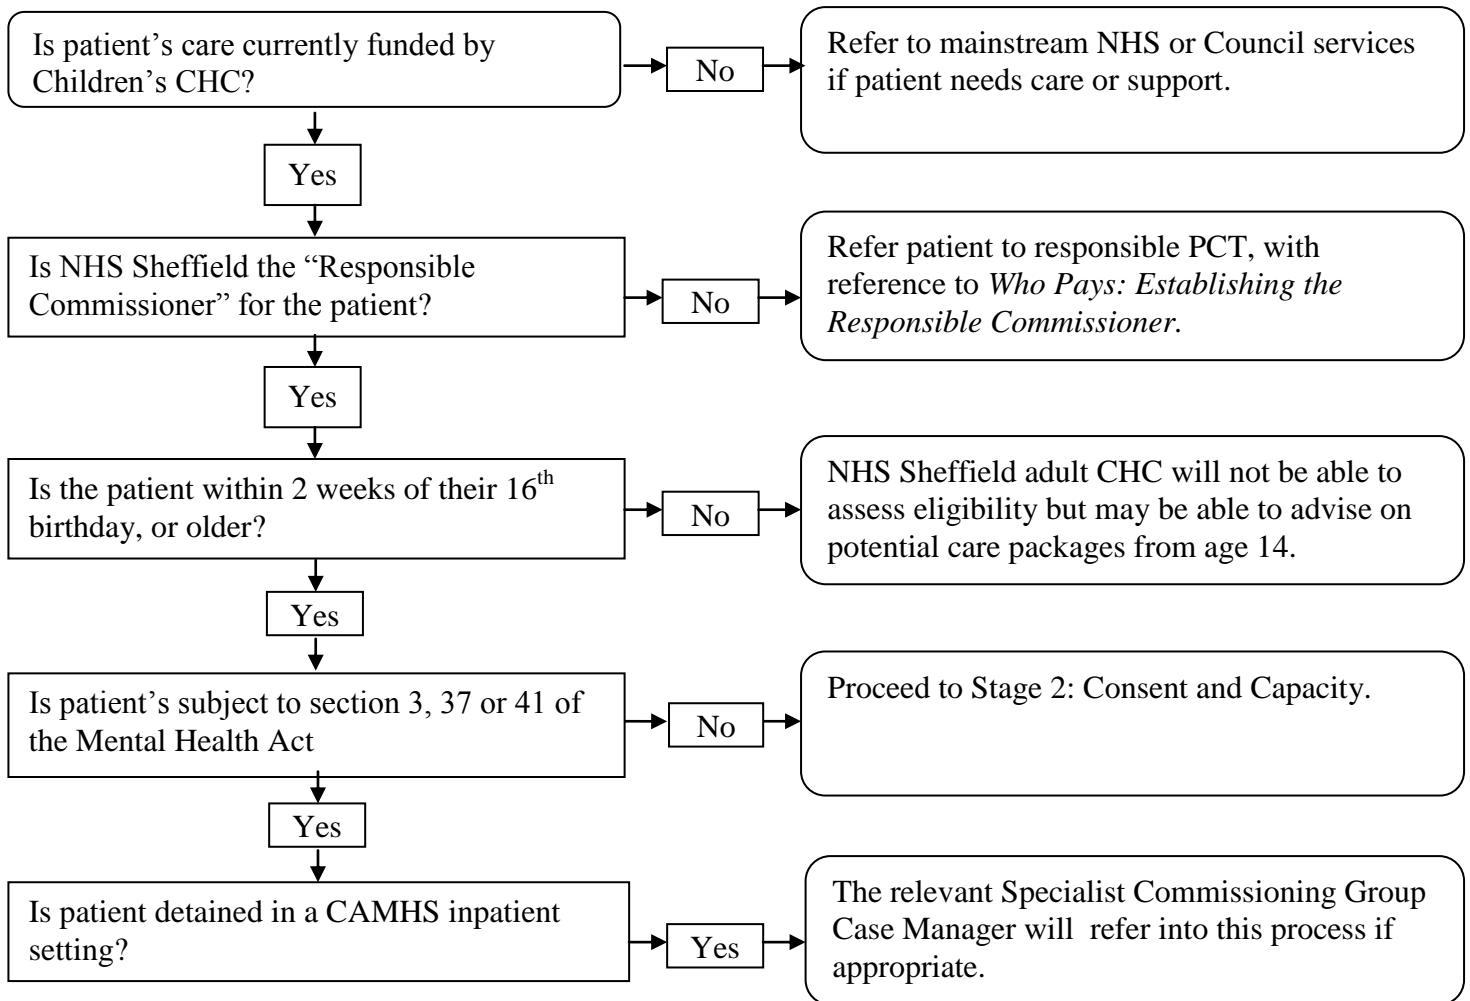 Is patient’s care currently funded by
Children’s CHC?
No
Refer to mainstream NHS or Council services
if patient needs care or support.
Yes
Is NHS Sheffield the “Responsible
Commissioner” for the patient?
No
Refer patient to responsible PCT, with
reference to Who Pays: Establishing the
Responsible Commissioner.
Yes
Is the patient within 2 weeks of their 16th
birthday, or older?
No
NHS Sheffield adult CHC will not be able to
assess eligibility but may be able to advise on
potential care packages from age 14.
Yes
Is patient’s subject to section 3, 37 or 41 of
the Mental Health Act
No
Proceed to Stage 2: Consent and Capacity.
Yes
Is patient detained in a CAMHS inpatient
setting?
Yes
The relevant Specialist Commissioning Group
Case Manager will  refer into this process if
appropriate.